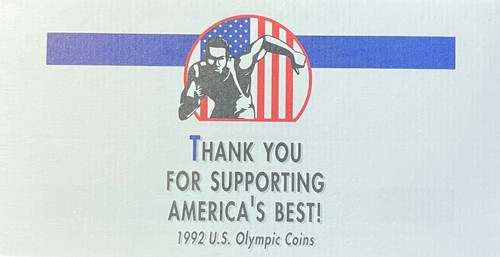 THANK YOU
FOR SUPPORTING
AMERICA'S BEST!
1992 U.S. Olympic Coins